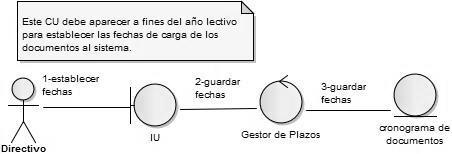 Este CU debe aparecer a fines del año lectivo
para establecer las fechas de carga de los
documentos al sistema.
1-establecer
fechas
2-guardar
fechas
3-guardar
fechas
Directivo
IU
Gestor de Plazos
cronograma de
documentos